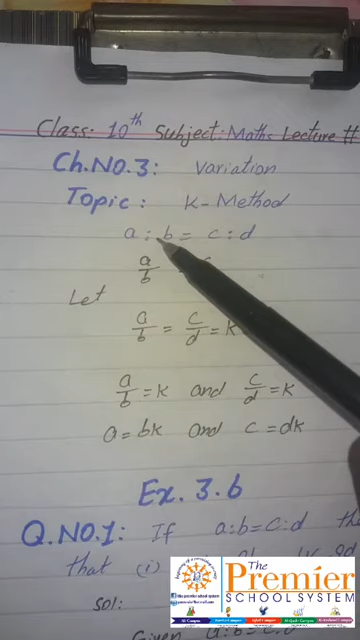 Class: 10th Subject: Maths Lecture #
Ch.NO.3: Variation
Topic: K-Method
a : b = c : d
a/b
Let
a/b = c/d = k
a/b = k and c/d = k
a = bk and c = dk
Ex. 3.6
Q.NO.1: If a:b=c:d
that (i)
Sol:
Given a:b=
The Premier
SCHOOL SYSTEM